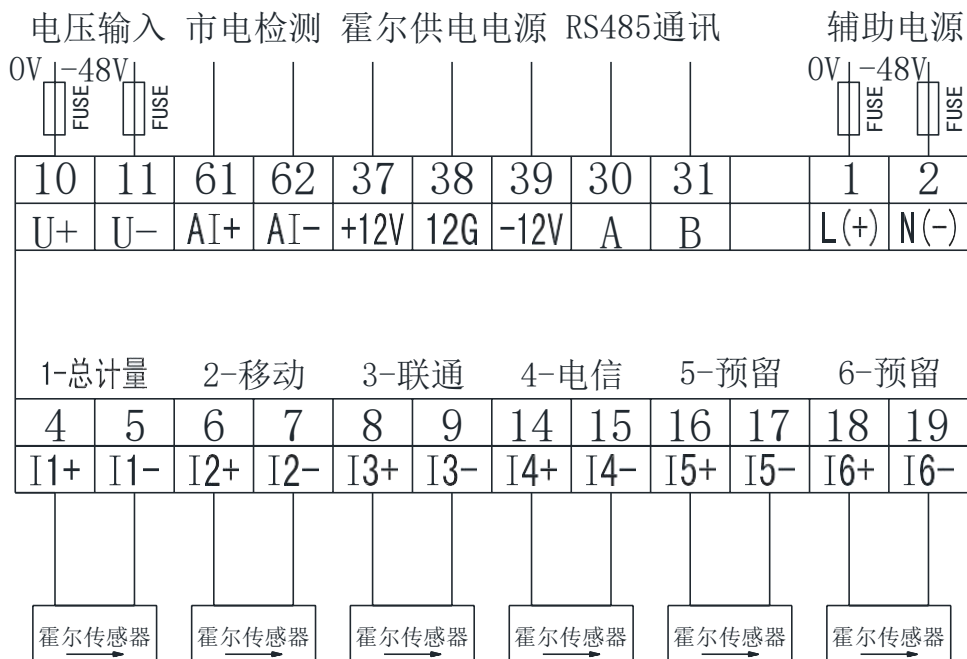 电压输入 市电检测 霍尔供电电源 RS485通讯 辅助电源
0V -48V 0V -48V
FUSE FUSE FUSE FUSE
10 11 61 62 37 38 39 30 31 1 2
U+ U- AI+ AI- +12V 12G -12V A B L(+) N(-)
1-总计量 2-移动 3-联通 4-电信 5-预留 6-预留
4 5 6 7 8 9 14 15 16 17 18 19
I1+ I1- I2+ I2- I3+ I3- I4+ I4- I5+ I5- I6+ I6-
霍尔传感器 霍尔传感器 霍尔传感器 霍尔传感器 霍尔传感器 霍尔传感器